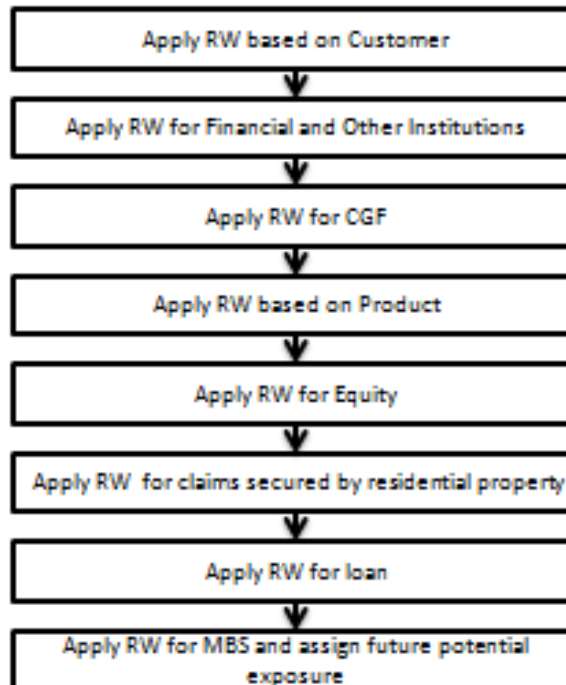 Apply RW based on Customer
Apply RW for Financial and Other Institutions
Apply RW for CGF
Apply RW based on Product
Apply RW for Equity
Apply RW for claims secured by residential property
Apply RW for loan
Apply RW for MBS and assign future potential
exposure